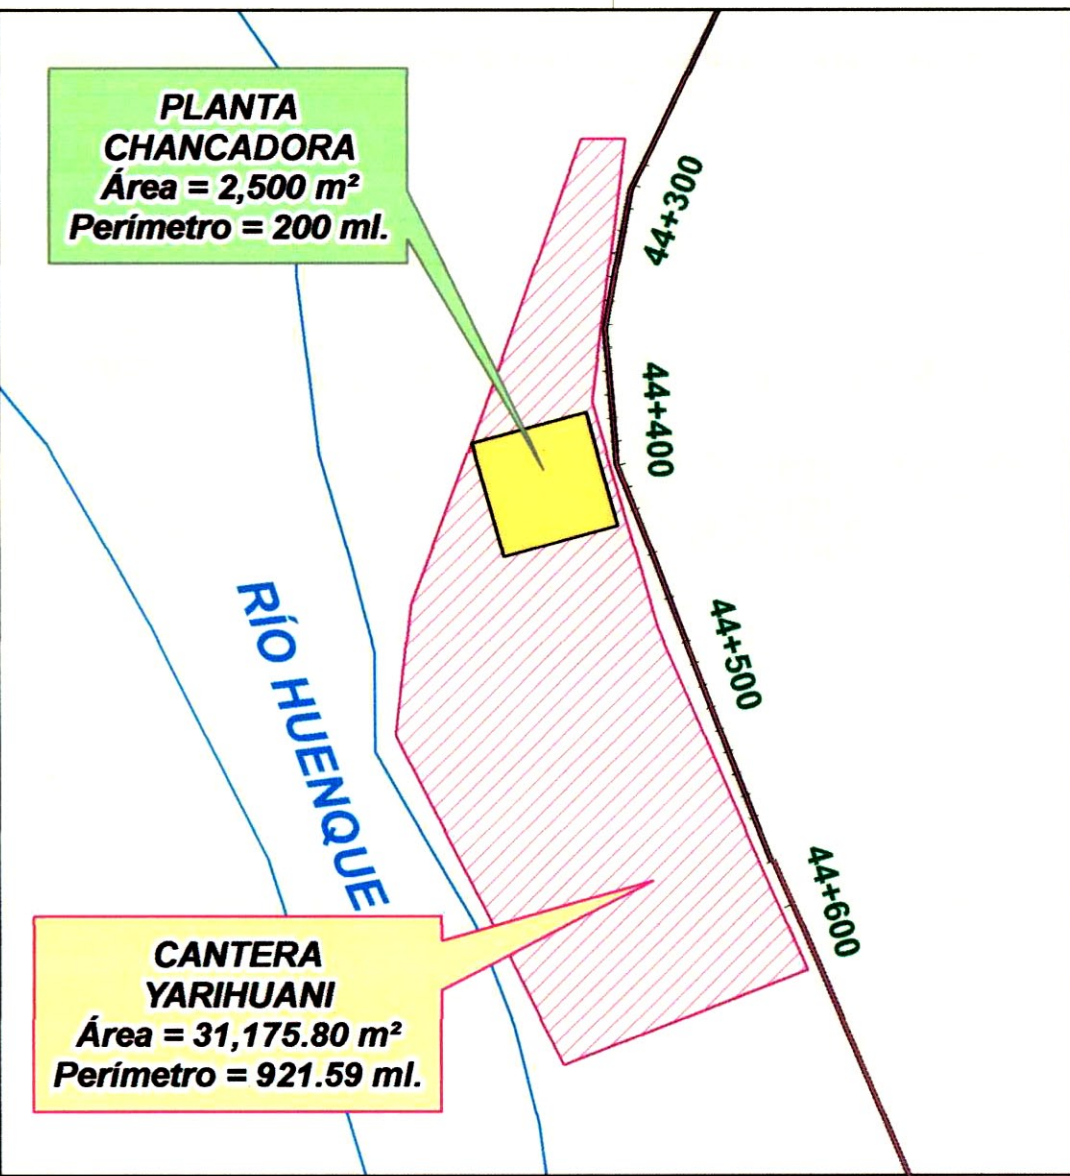 PLANTA
CHANCADORA
Área = 2,500 m²
Perímetro = 200 ml.
44+300
44+400
44+500
44+600
RÍO HUENQUE
CANTERA
YARIHUANI
Área = 31,175.80 m²
Perímetro = 921.59 ml.